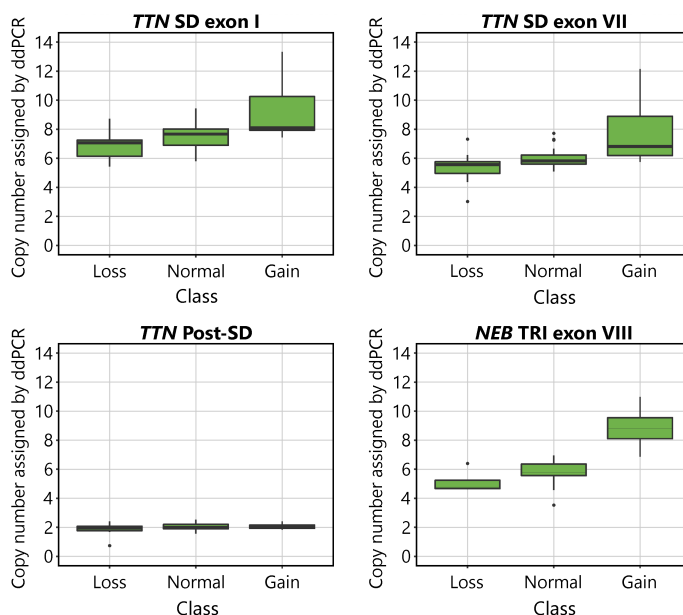 TTN SD exon I
Copy number assigned by ddPCR
14
12
10
8
6
4
2
0
Loss Normal Gain
Class
TTN SD exon VII
Copy number assigned by ddPCR
14
12
10
8
6
4
2
0
Loss Normal Gain
Class
TTN Post-SD
Copy number assigned by ddPCR
14
12
10
8
6
4
2
0
Loss Normal Gain
Class
NEB TRI exon VIII
Copy number assigned by ddPCR
14
12
10
8
6
4
2
0
Loss Normal Gain
Class